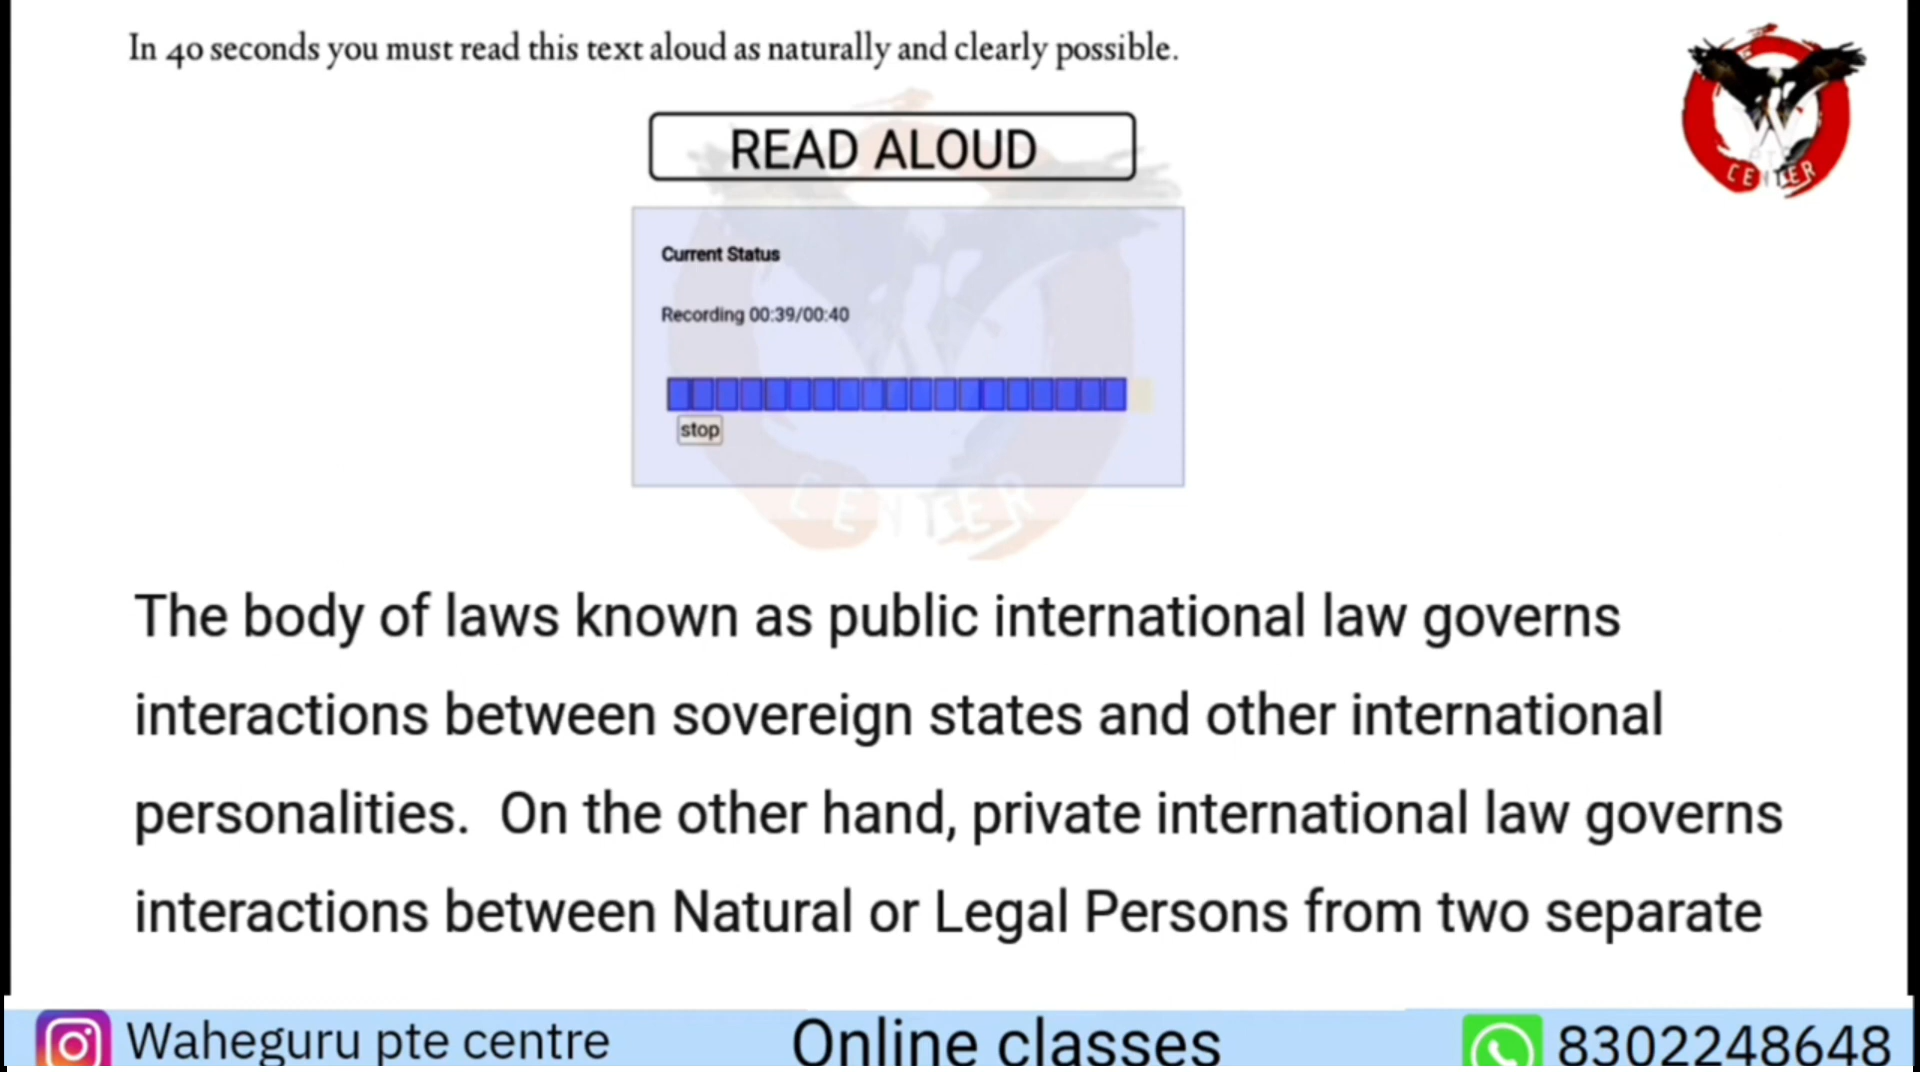 In 40 seconds you must read this text aloud as naturally and clearly possible.
READ ALOUD
CENTER
Current Status
Recording 00:39/00:40
stop
CENTER
The body of laws known as public international law governs
interactions between sovereign states and other international
personalities. On the other hand, private international law governs
interactions between Natural or Legal Persons from two separate
Waheguru pte centre
Online classes
8302248648